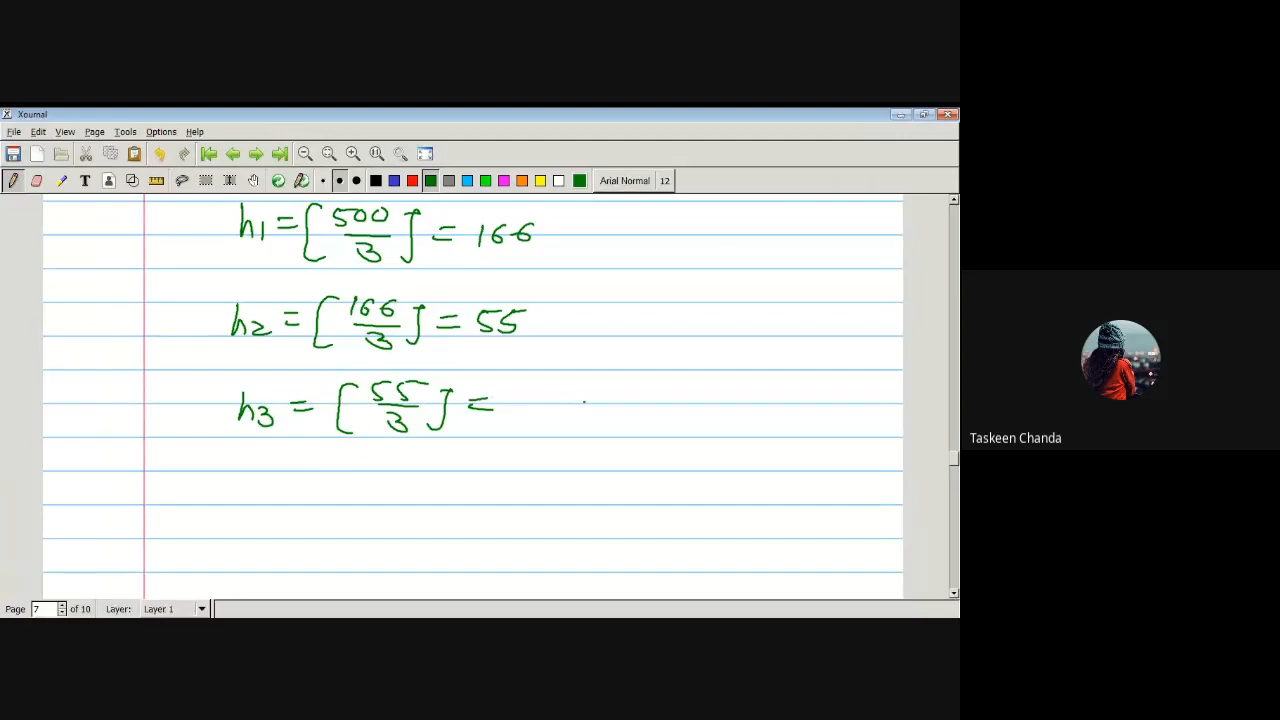 Xournal
File Edit View Page Tools Options Help
Arial Normal 12
h1 = [500/3] = 166
h2 = [166/3] = 55
h3 = [55/3] =
Taskeen Chanda
Page 7 of 10 Layer: Layer 1